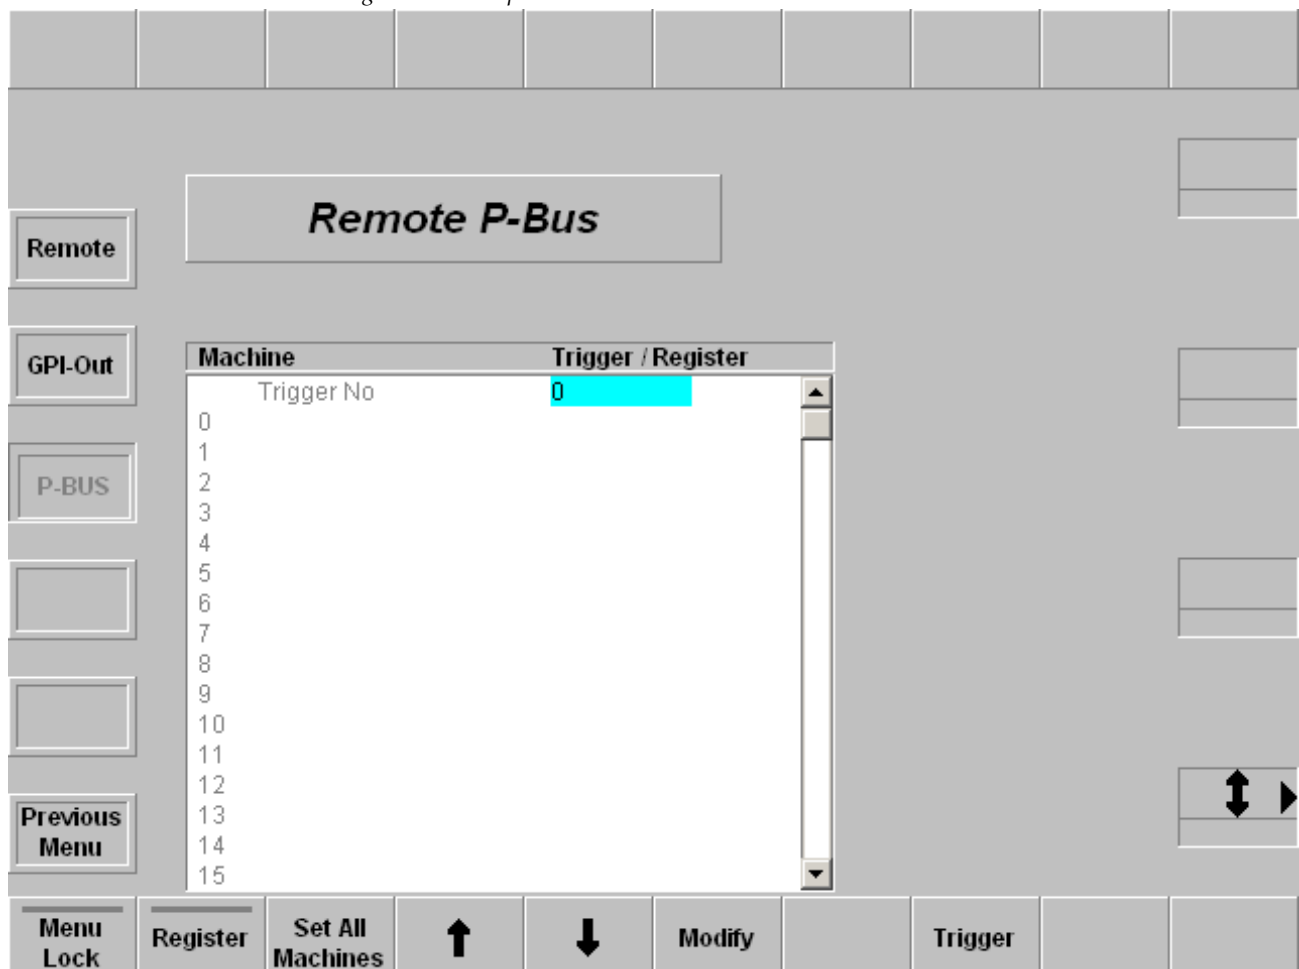 Remote P-Bus
Remote
GPI-Out
P-BUS
Previous
Menu
Machine Trigger / Register
Trigger No 0
0
1
2
3
4
5
6
7
8
9
10
11
12
13
14
15
Menu
Lock
Register
Set All
Machines
Modify
Trigger